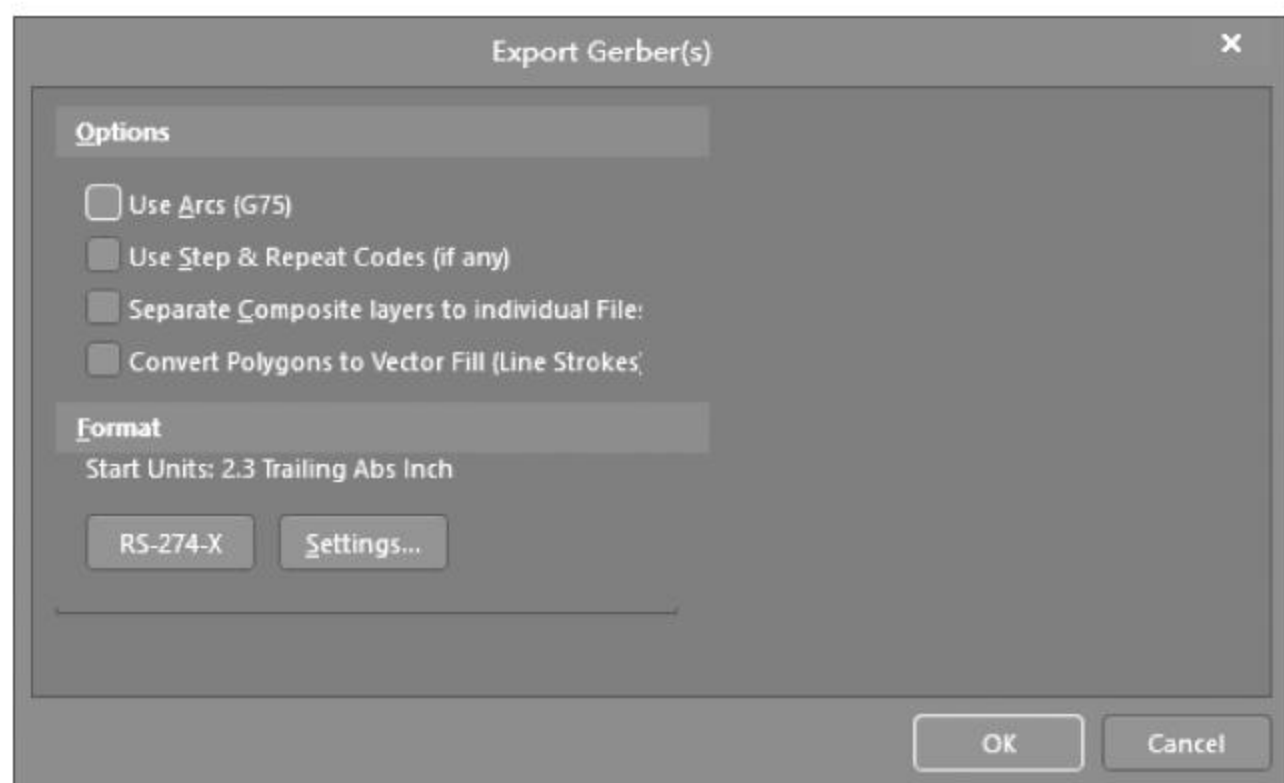 Export Gerber(s)
Options
Use Arcs (G75)
Use Step & Repeat Codes (if any)
Separate Composite layers to individual File:
Convert Polygons to Vector Fill (Line Strokes)
Format
Start Units: 2.3 Trailing Abs Inch
RS-274-X Settings...
OK Cancel